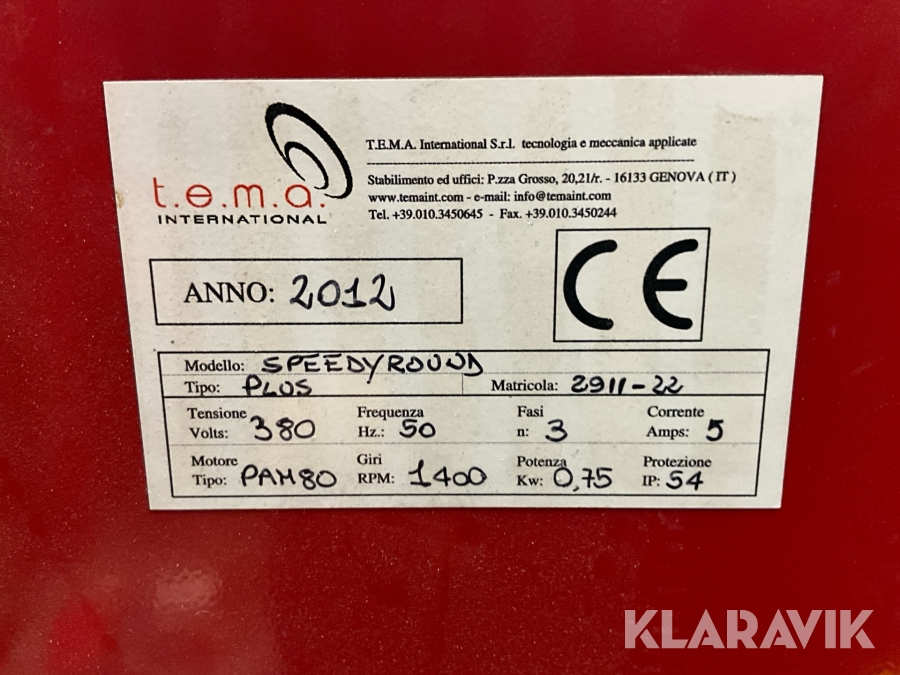 t.e.m.a.
INTERNATIONAL
T.E.M.A. International S.r.l. tecnologia e meccanica applicate
Stabilimento ed uffici: P.zza Grosso, 20,21/r. - 16133 GENOVA ( IT )
www.temaint.com - e-mail: info@temaint.com
Tel. +39.010.3450645 - Fax. +39.010.3450244
ANNO: 2012
CE
Modello: SPEEDYROUND
Tipo: PLUS Matricola: 2911-22
Tensione Frequenza Fasi Corrente
Volts: 380 Hz.: 50 n: 3 Amps: 5
Motore Giri Potenza Protezione
Tipo: PAM80 RPM: 1400 Kw: 0,75 IP: 54
KLARAVIK